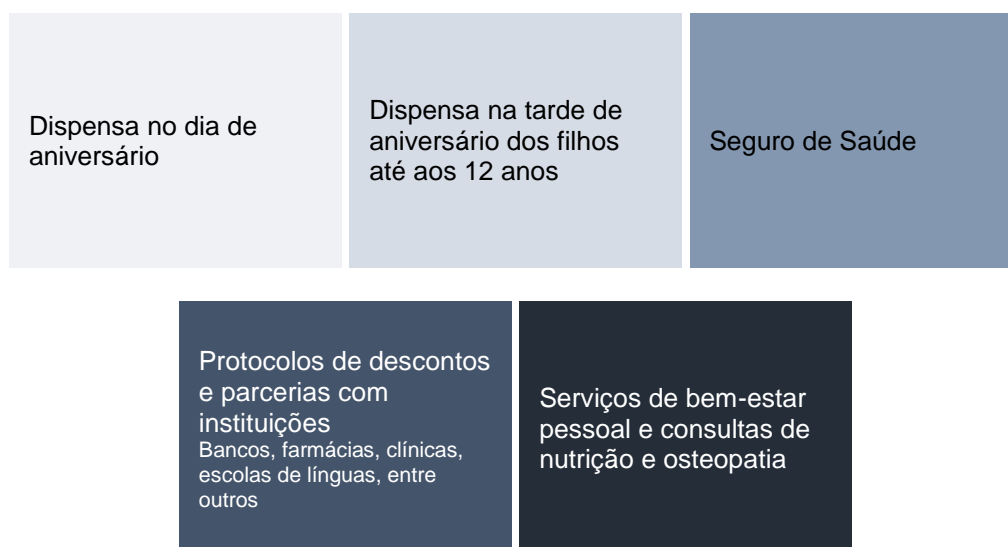 Dispensa no dia de
aniversário
Dispensa na tarde de
aniversário dos filhos
até aos 12 anos
Seguro de Saúde
Protocolos de descontos
e parcerias com
instituições
Bancos, farmácias, clínicas,
escolas de línguas, entre
outros
Serviços de bem-estar
pessoal e consultas de
nutrição e osteopatia